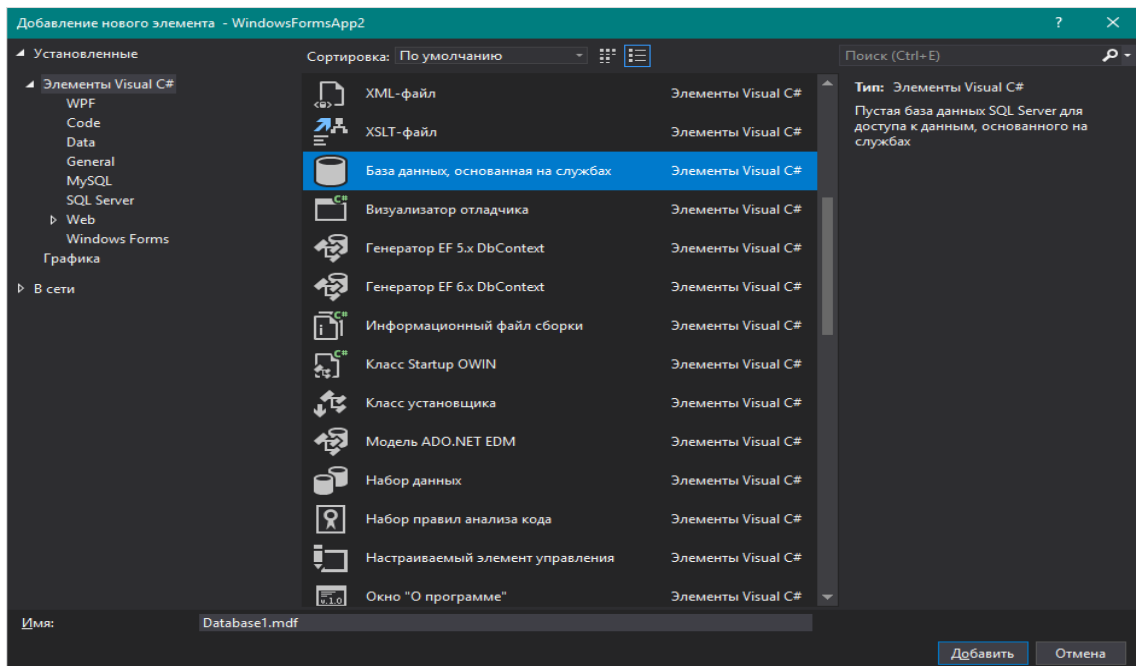 Добавление нового элемента - WindowsFormsApp2
?
Установленные
Элементы Visual C#
WPF
Code
Data
General
MySQL
SQL Server
Web
Windows Forms
Графика
В сети
Сортировка: По умолчанию
XML-файл Элементы Visual C#
XSLT-файл Элементы Visual C#
База данных, основанная на службах Элементы Visual C#
Визуализатор отладчика Элементы Visual C#
Генератор EF 5.x DbContext Элементы Visual C#
Генератор EF 6.x DbContext Элементы Visual C#
Информационный файл сборки Элементы Visual C#
Класс Startup OWIN Элементы Visual C#
Класс установщика Элементы Visual C#
Модель ADO.NET EDM Элементы Visual C#
Набор данных Элементы Visual C#
Набор правил анализа кода Элементы Visual C#
Настраиваемый элемент управления Элементы Visual C#
Окно "О программе" Элементы Visual C#
Поиск (Ctrl+E)
Тип: Элементы Visual C#
Пустая база данных SQL Server для
доступа к данным, основанного на
службах
Имя: Database1.mdf
Добавить Отмена